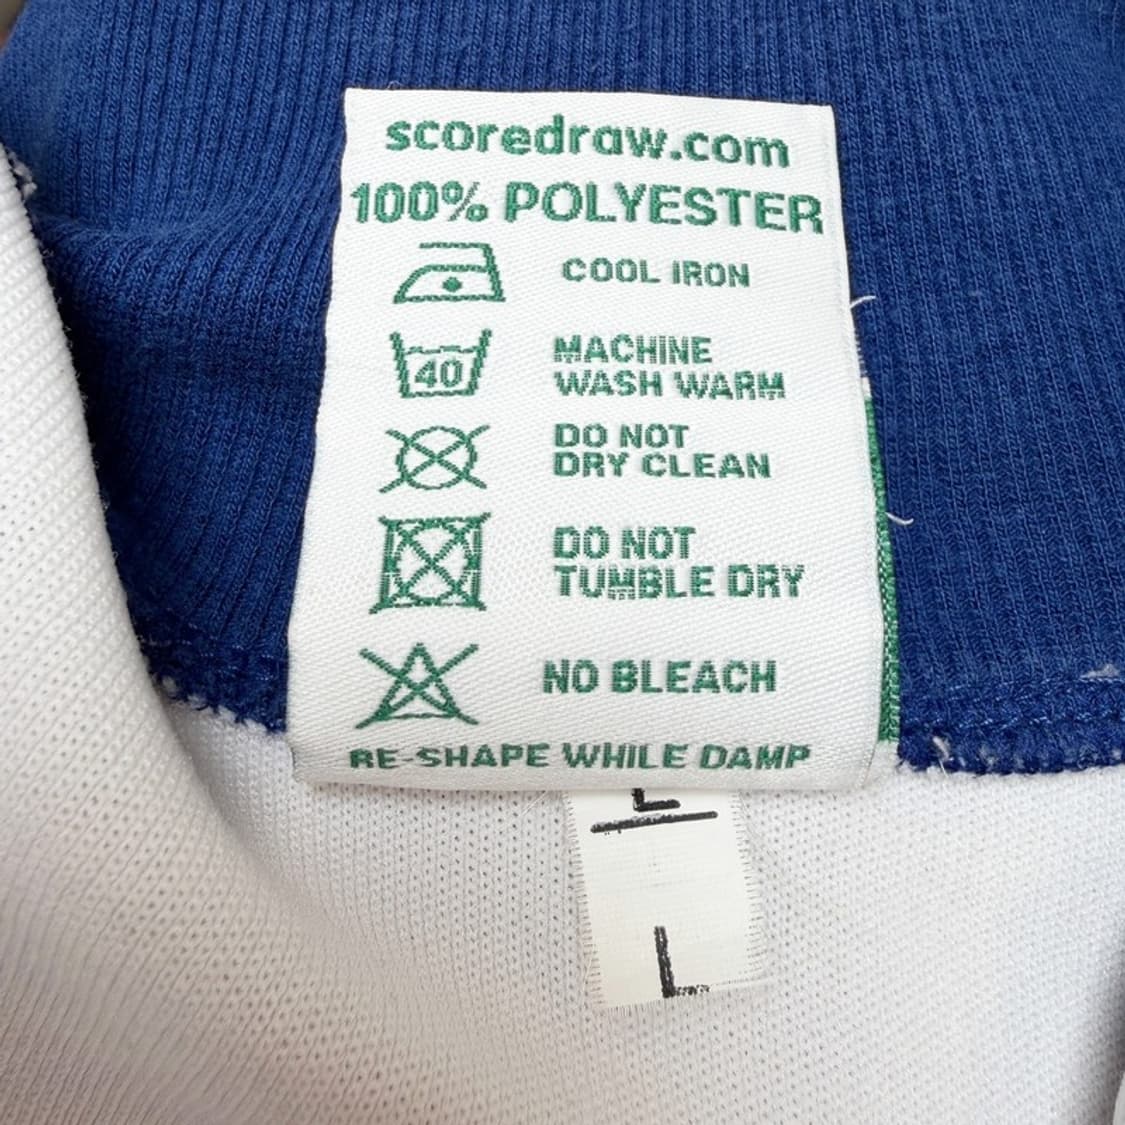 scoredraw.com
100% POLYESTER
COOL IRON
40
MACHINE
WASH WARM
DO NOT
DRY CLEAN
DO NOT
TUMBLE DRY
NO BLEACH
RE-SHAPE WHILE DAMP
L
L